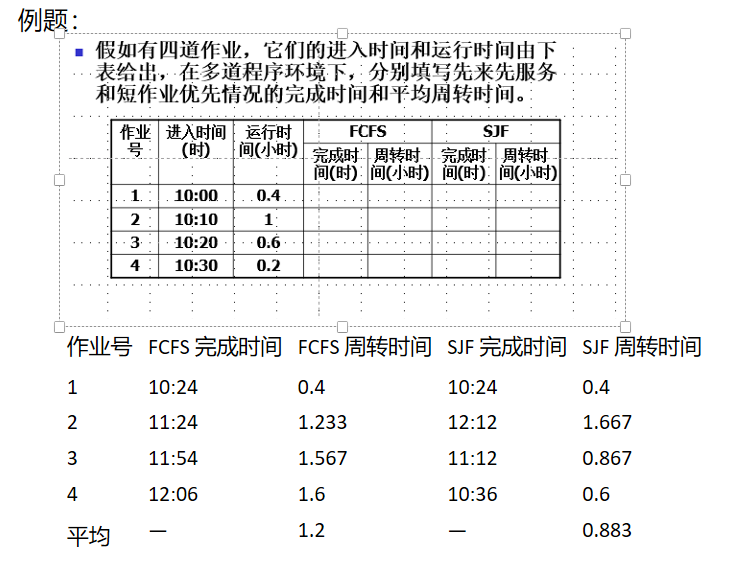 例题：
假如有四道作业，它们的进入时间和运行时间由下
表给出，在多道程序环境下，分别填写先来先服务
和短作业优先情况的完成时间和平均周转时间。
作业号 进入时间(时) 运行时间(小时) FCFS SJF
完成时间(时) 周转时间(小时) 完成时间(时) 周转时间(小时)
1 10:00 0.4
2 10:10 1
3 10:20 0.6
4 10:30 0.2
作业号 FCFS 完成时间 FCFS 周转时间 SJF 完成时间 SJF 周转时间
1 10:24 0.4 10:24 0.4
2 11:24 1.233 12:12 1.667
3 11:54 1.567 11:12 0.867
4 12:06 1.6 10:36 0.6
平均 — 1.2 — 0.883